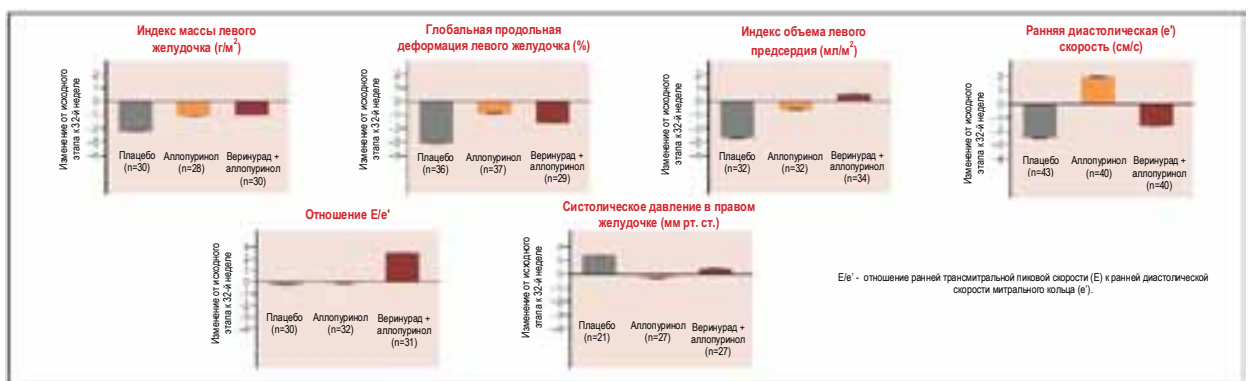 Индекс массы левого
желудочка (г/м²)
Изменение от исходного
этапа к 32-й неделе
Плацебо
(n=30)
Аллопуринол
(n=28)
Веринурад +
аллопуринол
(n=30)
Глобальная продольная
деформация левого желудочка (%)
Изменение от исходного
этапа к 32-й неделе
Плацебо
(n=36)
Аллопуринол
(n=37)
Веринурад +
аллопуринол
(n=29)
Индекс объема левого
предсердия (мл/м²)
Изменение от исходного
этапа к 32-й неделе
Плацебо
(n=32)
Аллопуринол
(n=32)
Веринурад +
аллопуринол
(n=34)
Ранняя диастолическая (e')
скорость (см/с)
Изменение от исходного
этапа к 32-й неделе
Плацебо
(n=43)
Аллопуринол
(n=40)
Веринурад +
аллопуринол
(n=40)
Отношение E/e'
Изменение от исходного
этапа к 32-й неделе
Плацебо
(n=30)
Аллопуринол
(n=32)
Веринурад +
аллопуринол
(n=31)
Систолическое давление в правом
желудочке (мм рт. ст.)
Изменение от исходного
этапа к 32-й неделе
Плацебо
(n=21)
Аллопуринол
(n=27)
Веринурад +
аллопуринол
(n=27)
E/e' - отношение ранней трансмитральной пиковой скорости (E) к ранней диастолической
скорости митрального кольца (e').